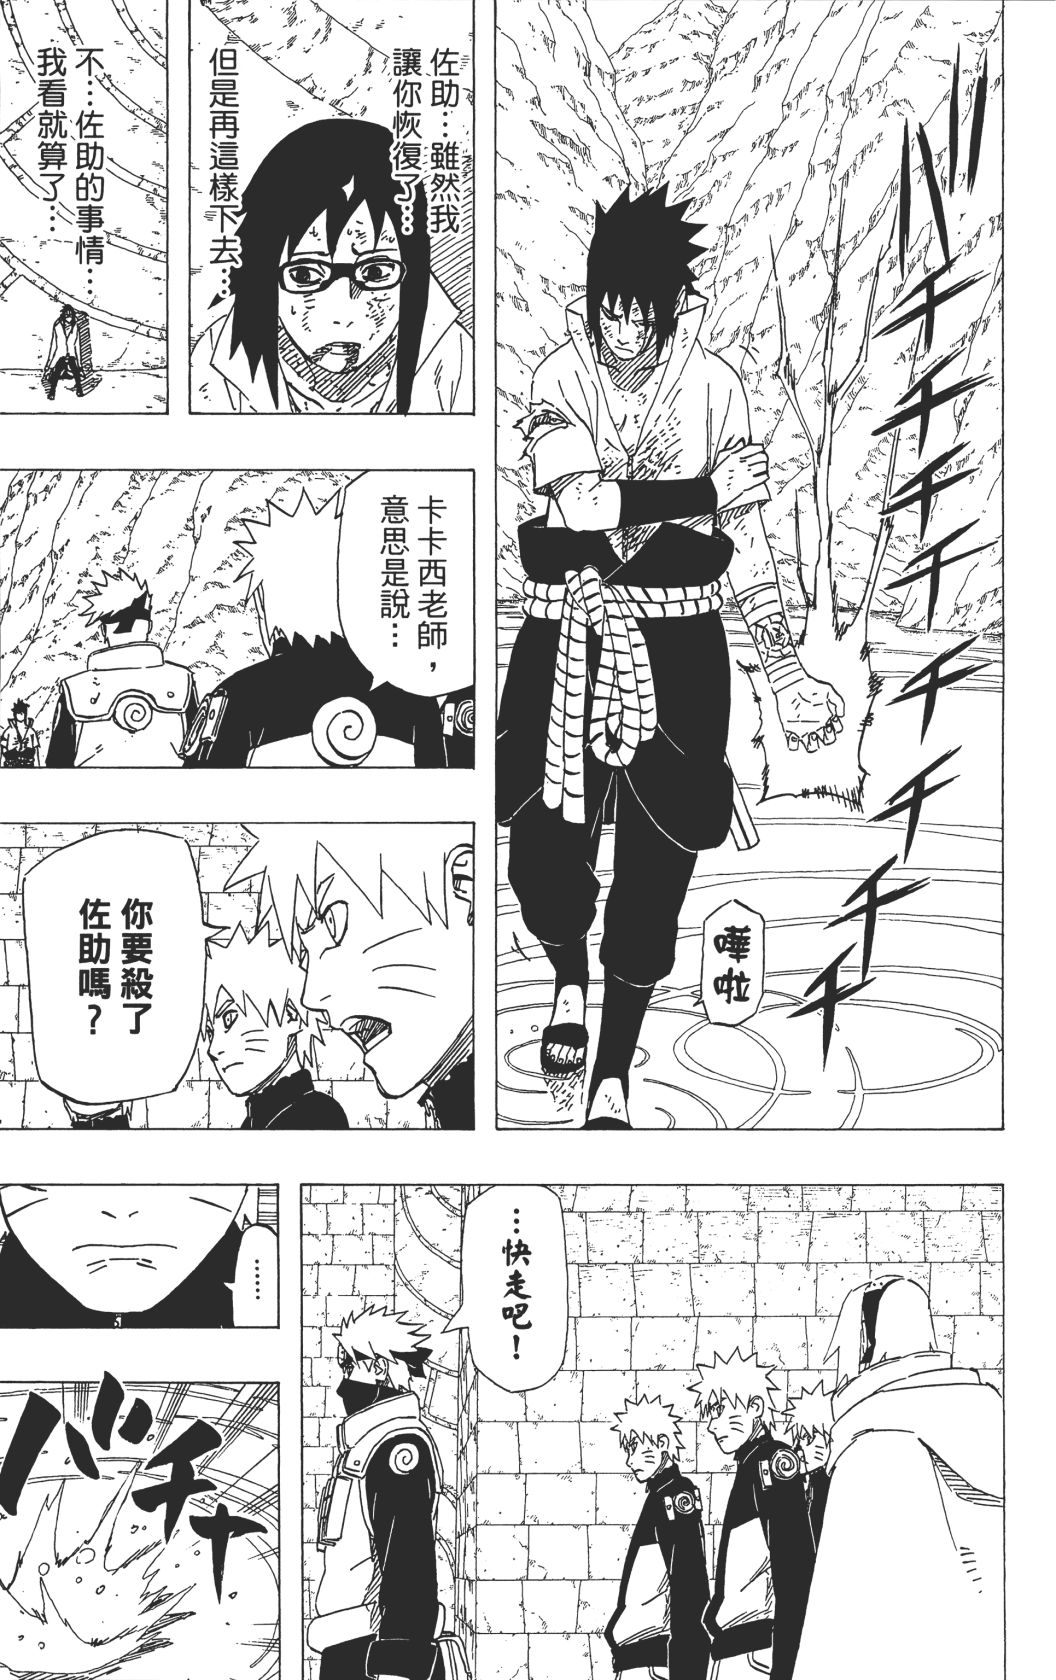 バチチチチチチチチ
嘩啦
佐助…雖然我
讓你恢復了…
但是再這樣下去…
不…佐助的事情…
我看就算了…
卡卡西老師，
意思是說…
你要殺了
佐助嗎？
…快走吧！
……
バチチ